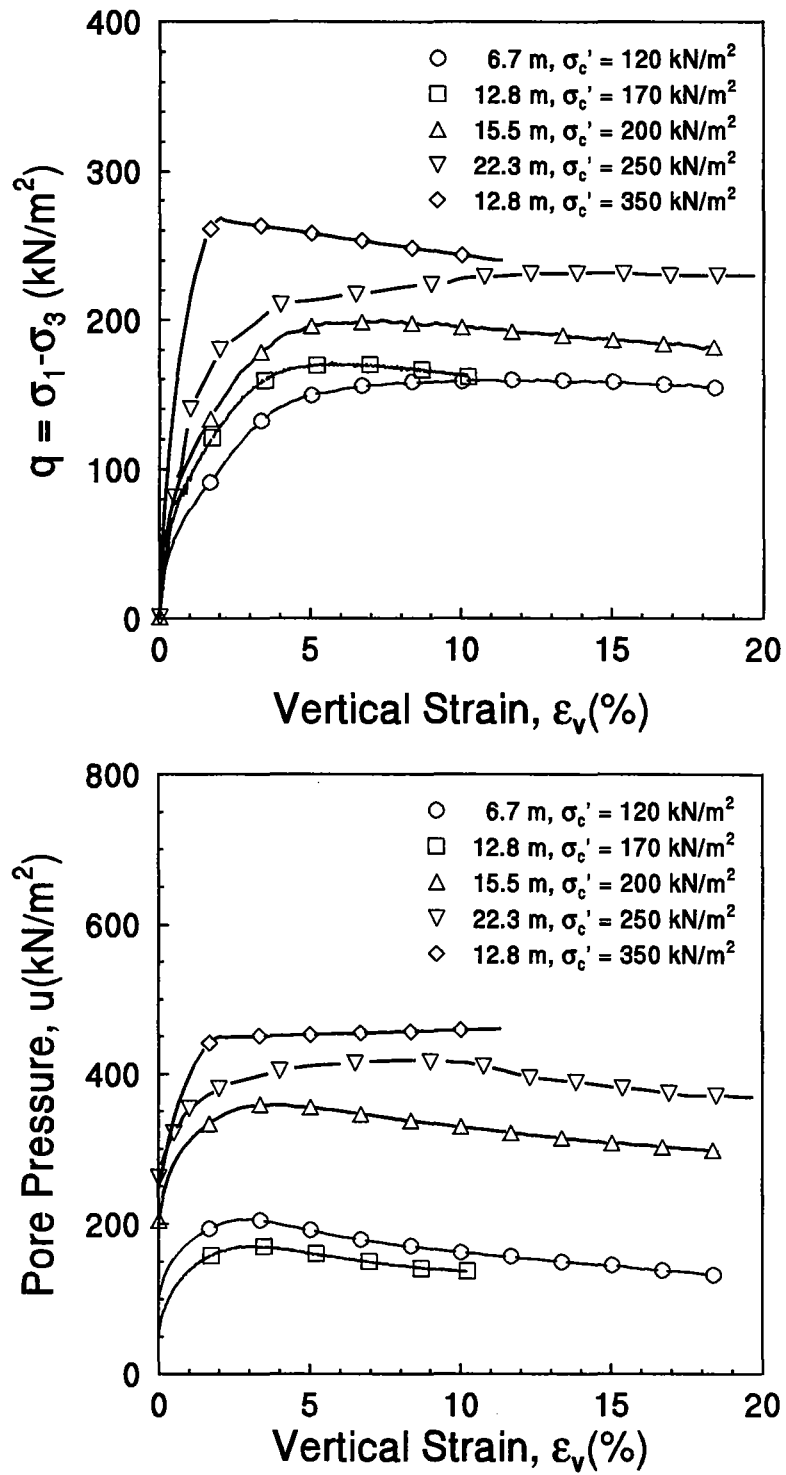 400
300
200
100
0
q = σ₁-σ₃ (kN/m²)
6.7 m, σc' = 120 kN/m²
12.8 m, σc' = 170 kN/m²
15.5 m, σc' = 200 kN/m²
22.3 m, σc' = 250 kN/m²
12.8 m, σc' = 350 kN/m²
0 5 10 15 20
Vertical Strain, εv(%)
800
600
400
200
0
Pore Pressure, u(kN/m²)
6.7 m, σc' = 120 kN/m²
12.8 m, σc' = 170 kN/m²
15.5 m, σc' = 200 kN/m²
22.3 m, σc' = 250 kN/m²
12.8 m, σc' = 350 kN/m²
0 5 10 15 20
Vertical Strain, εv(%)